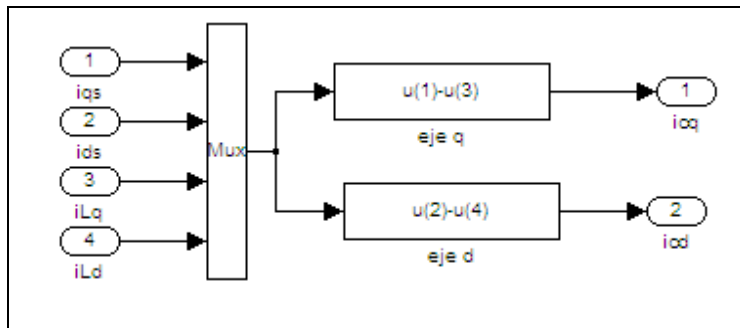 1
iqs
2
ids
3
iLq
4
iLd
Mux
u(1)-u(3)
eje q
u(2)-u(4)
eje d
1
icq
2
icd